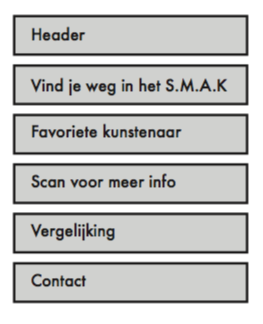 Header
Vind je weg in het S.M.A.K
Favoriete kunstenaar
Scan voor meer info
Vergelijking
Contact